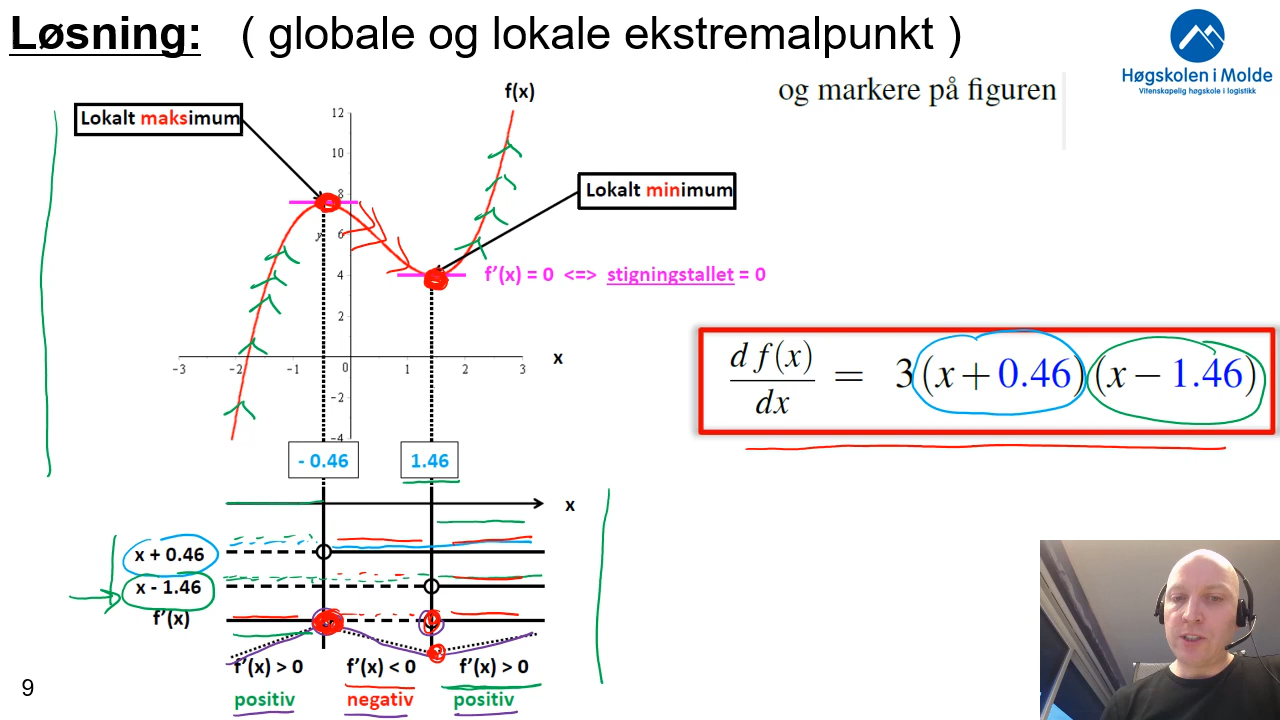 Løsning: ( globale og lokale ekstremalpunkt )
Høgskolen i Molde
Vitenskapelig høgskole i logistikk
og markere på figuren
f(x)
Lokalt maksimum
Lokalt minimum
12
10
8
y
6
4
2
-3 -2 -1 0 1 2 3 x
-2
-4
f’(x) = 0 <=> stigningstallet = 0
d f(x)/dx = 3(x + 0.46)(x − 1.46)
- 0.46 1.46
x
x + 0.46
x - 1.46
f’(x)
f’(x) > 0 f’(x) < 0 f’(x) > 0
positiv negativ positiv
9